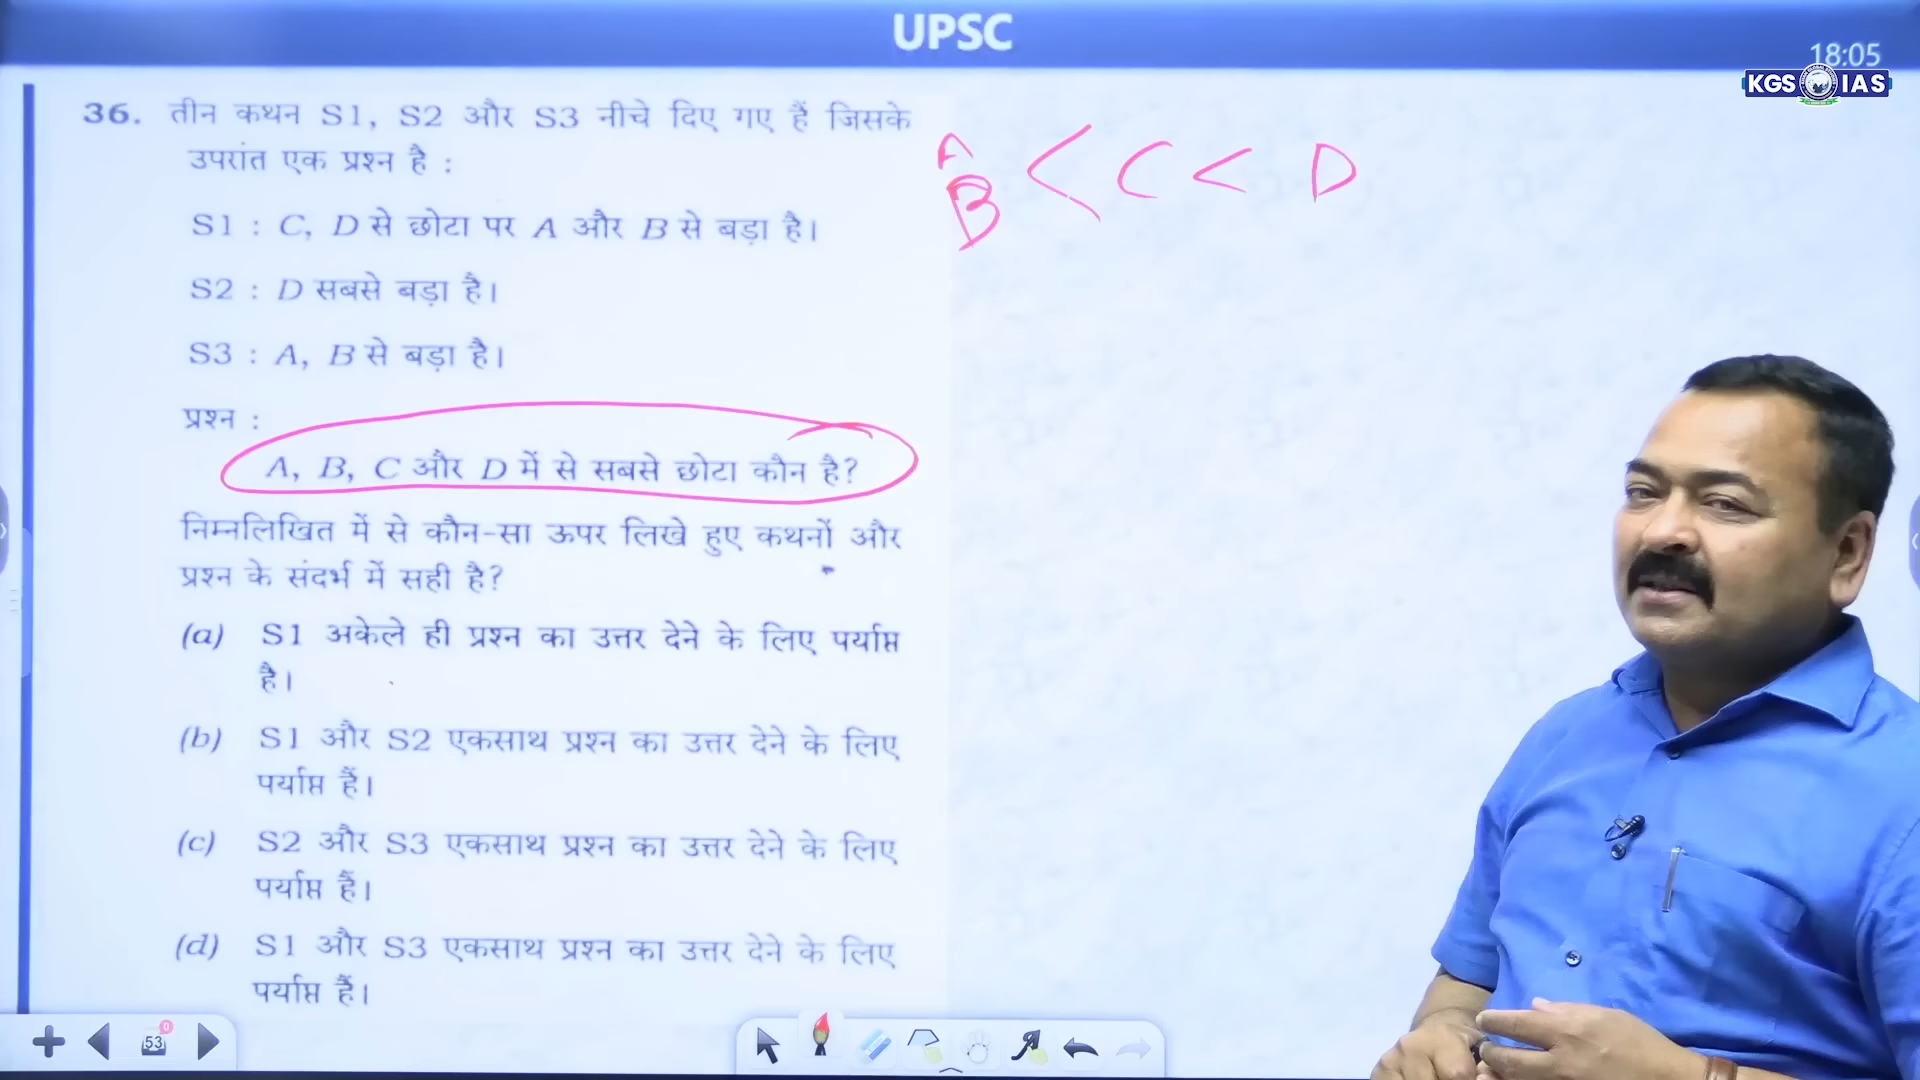 UPSC
18:05
KGS IAS
36. तीन कथन S1, S2 और S3 नीचे दिए गए हैं जिसके
उपरांत एक प्रश्न है :
S1 : C, D से छोटा पर A और B से बड़ा है।
S2 : D सबसे बड़ा है।
S3 : A, B से बड़ा है।
प्रश्न :
A, B, C और D में से सबसे छोटा कौन है?
निम्नलिखित में से कौन-सा ऊपर लिखे हुए कथनों और
प्रश्न के संदर्भ में सही है?
(a) S1 अकेले ही प्रश्न का उत्तर देने के लिए पर्याप्त
है।
(b) S1 और S2 एकसाथ प्रश्न का उत्तर देने के लिए
पर्याप्त हैं।
(c) S2 और S3 एकसाथ प्रश्न का उत्तर देने के लिए
पर्याप्त हैं।
(d) S1 और S3 एकसाथ प्रश्न का उत्तर देने के लिए
पर्याप्त हैं।
A
B < C < D
53
0